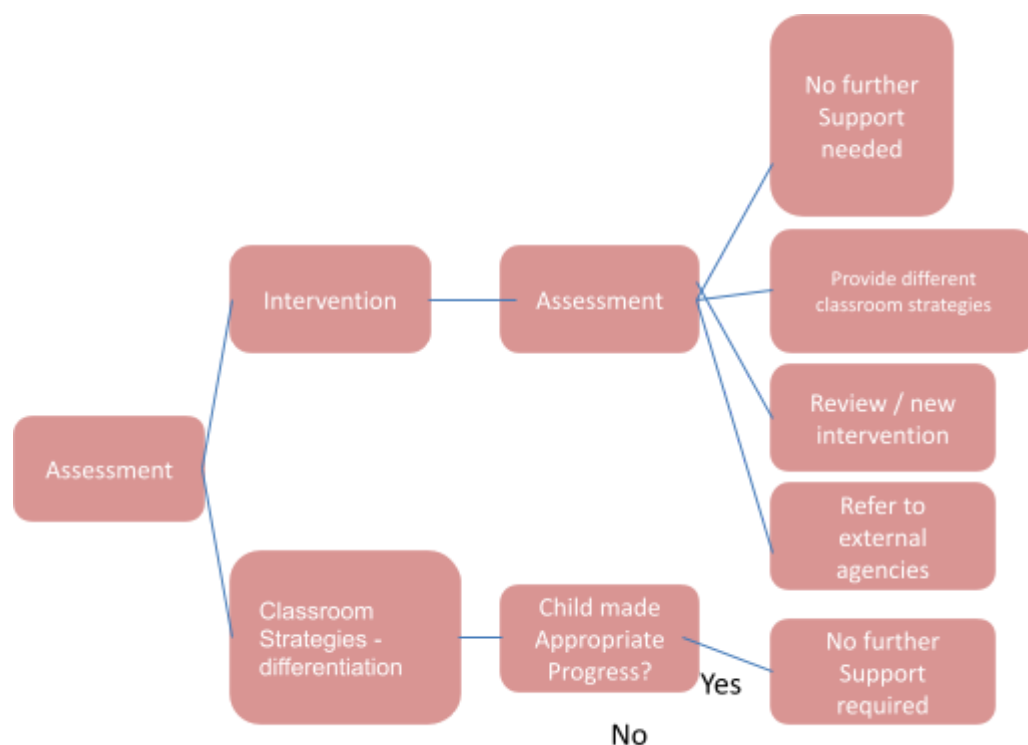 No further
Support
needed
Intervention
Assessment
Provide different
classroom strategies
Review / new
intervention
Assessment
Refer to
external
agencies
Classroom
Strategies -
differentiation
Child made
Appropriate
Progress?
Yes
No further
Support
required
No